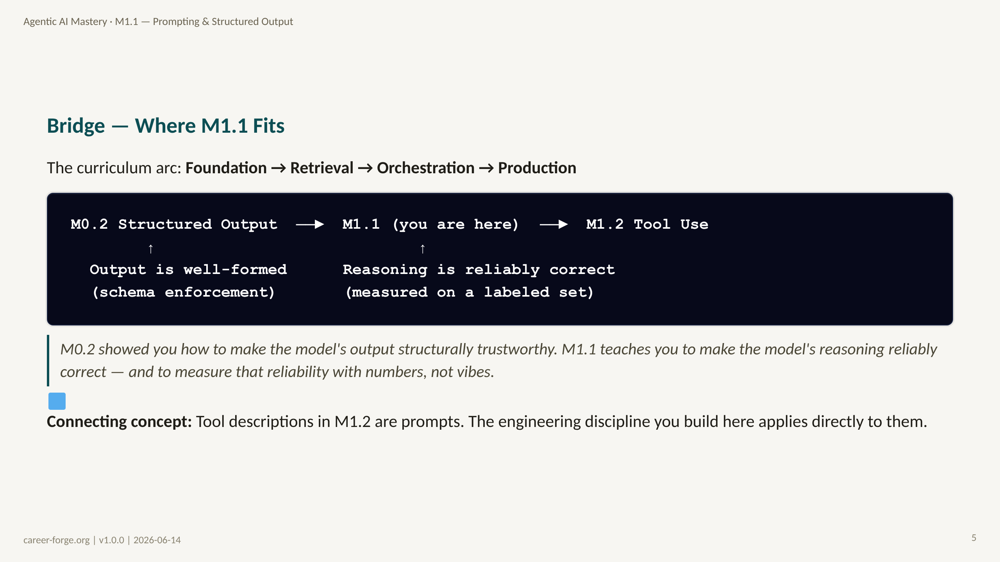 Agentic AI Mastery · M1.1 — Prompting & Structured Output
Bridge — Where M1.1 Fits
The curriculum arc: Foundation → Retrieval → Orchestration → Production
M0.2 Structured Output ──► M1.1 (you are here) ──► M1.2 Tool Use
↑ ↑
Output is well-formed Reasoning is reliably correct
(schema enforcement) (measured on a labeled set)
M0.2 showed you how to make the model's output structurally trustworthy. M1.1 teaches you to make the model's reasoning reliably
correct — and to measure that reliability with numbers, not vibes.
Connecting concept: Tool descriptions in M1.2 are prompts. The engineering discipline you build here applies directly to them.
career-forge.org | v1.0.0 | 2026-06-14
5